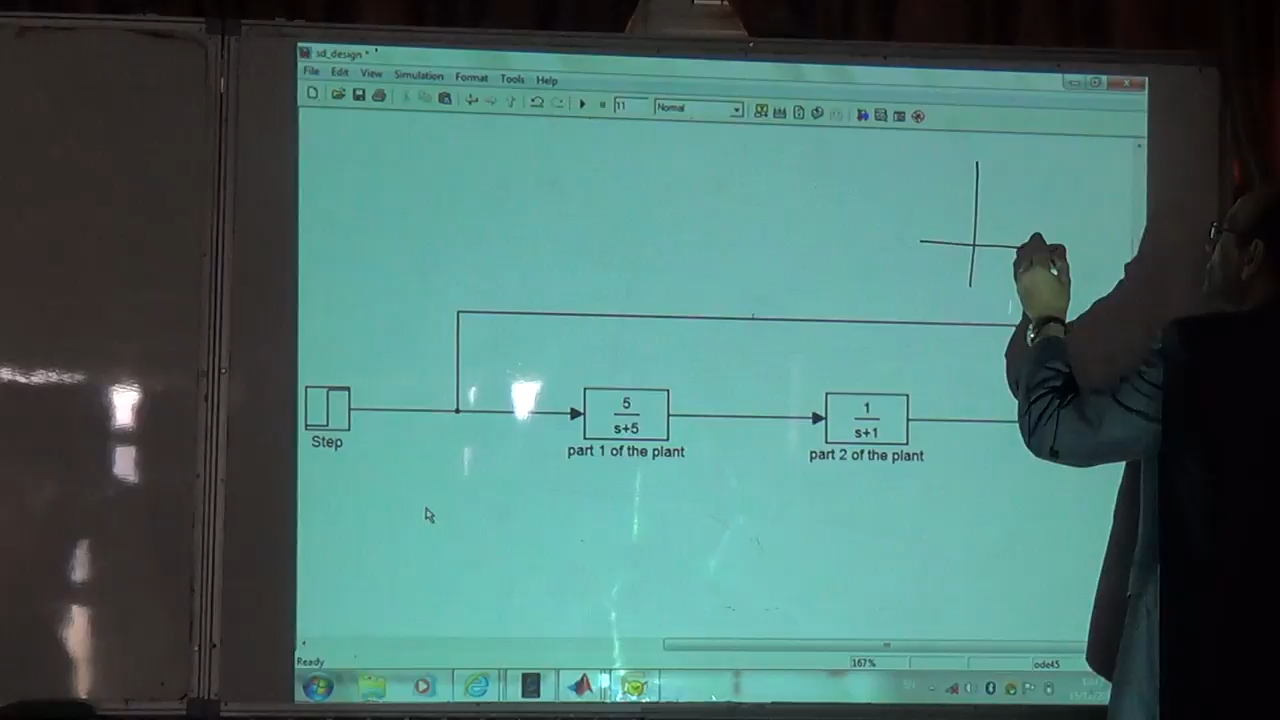 sd_design *
File Edit View Simulation Format Tools Help
11 Normal
5
s+5
1
s+1
Step
part 1 of the plant
part 2 of the plant
Ready
167%
ode45